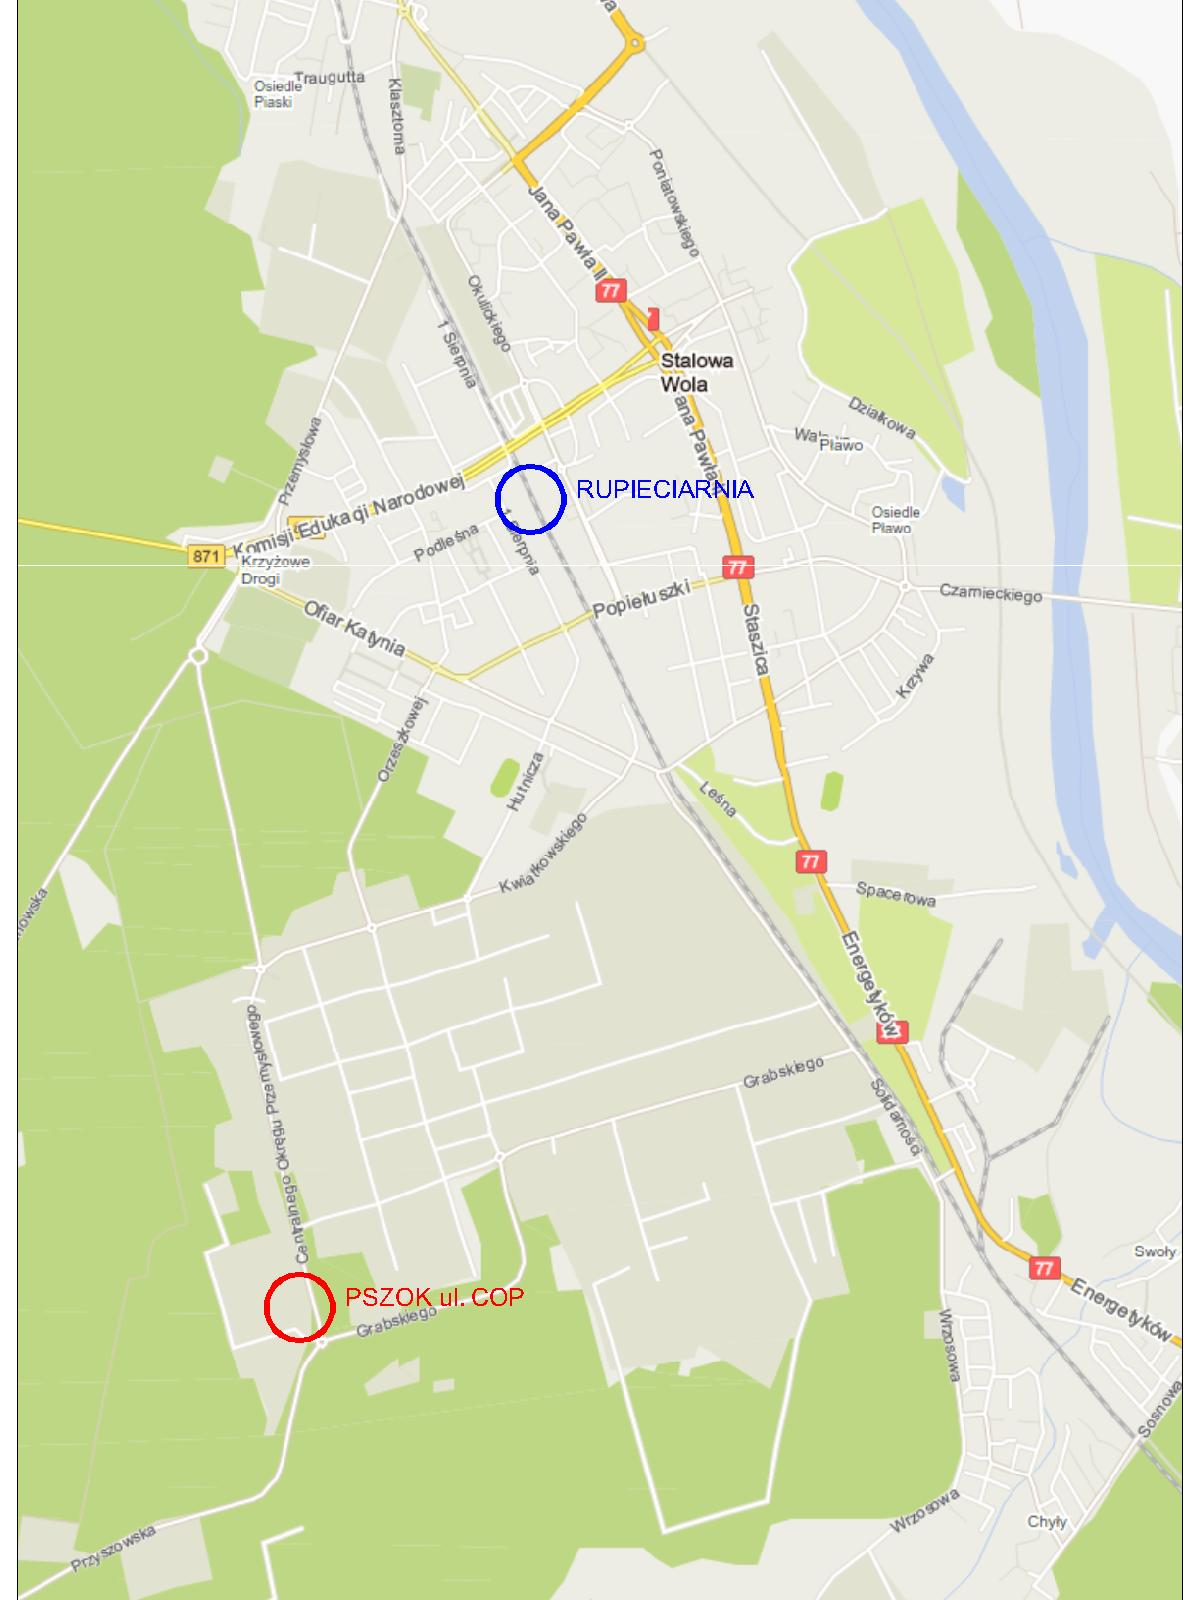 Osiedle
Piaski
Traugutta
Klasztorna
Poniatowskiego
Jana Pawła II
77
Okulickiego
1 Sierpnia
Stalowa
Wola
Działkowa
Pławo
Przemysłowa
RUPIECIARNIA
Komisji Edukacji Narodowej
Osiedle
Pławo
1 Sierpnia
Podleśna
871
Krzyżowe
Drogi
77
Czarnieckiego
Popiełuszki
Ofiar Katynia
Staszica
Krzywa
Orzeszkowej
Hutnicza
Leśna
Kwiatkowskiego
77
Spacerowa
Energetyków
Centralnego Okręgu Przemysłowego
Grabskiego
Solidarności
Swoły
77
Energetyków
PSZOK ul. COP
Grabskiego
Wrzosowa
Sosnowa
Wrzosowa
Chyły
Przyszowska